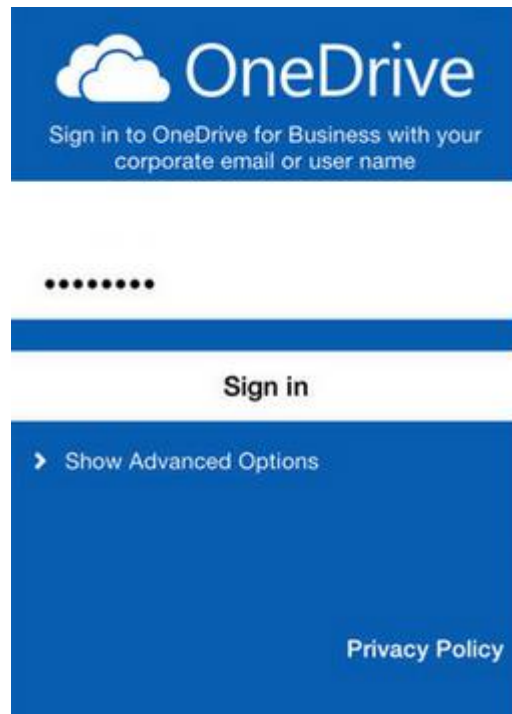 OneDrive
Sign in to OneDrive for Business with your
corporate email or user name
••••••••
Sign in
Show Advanced Options
Privacy Policy